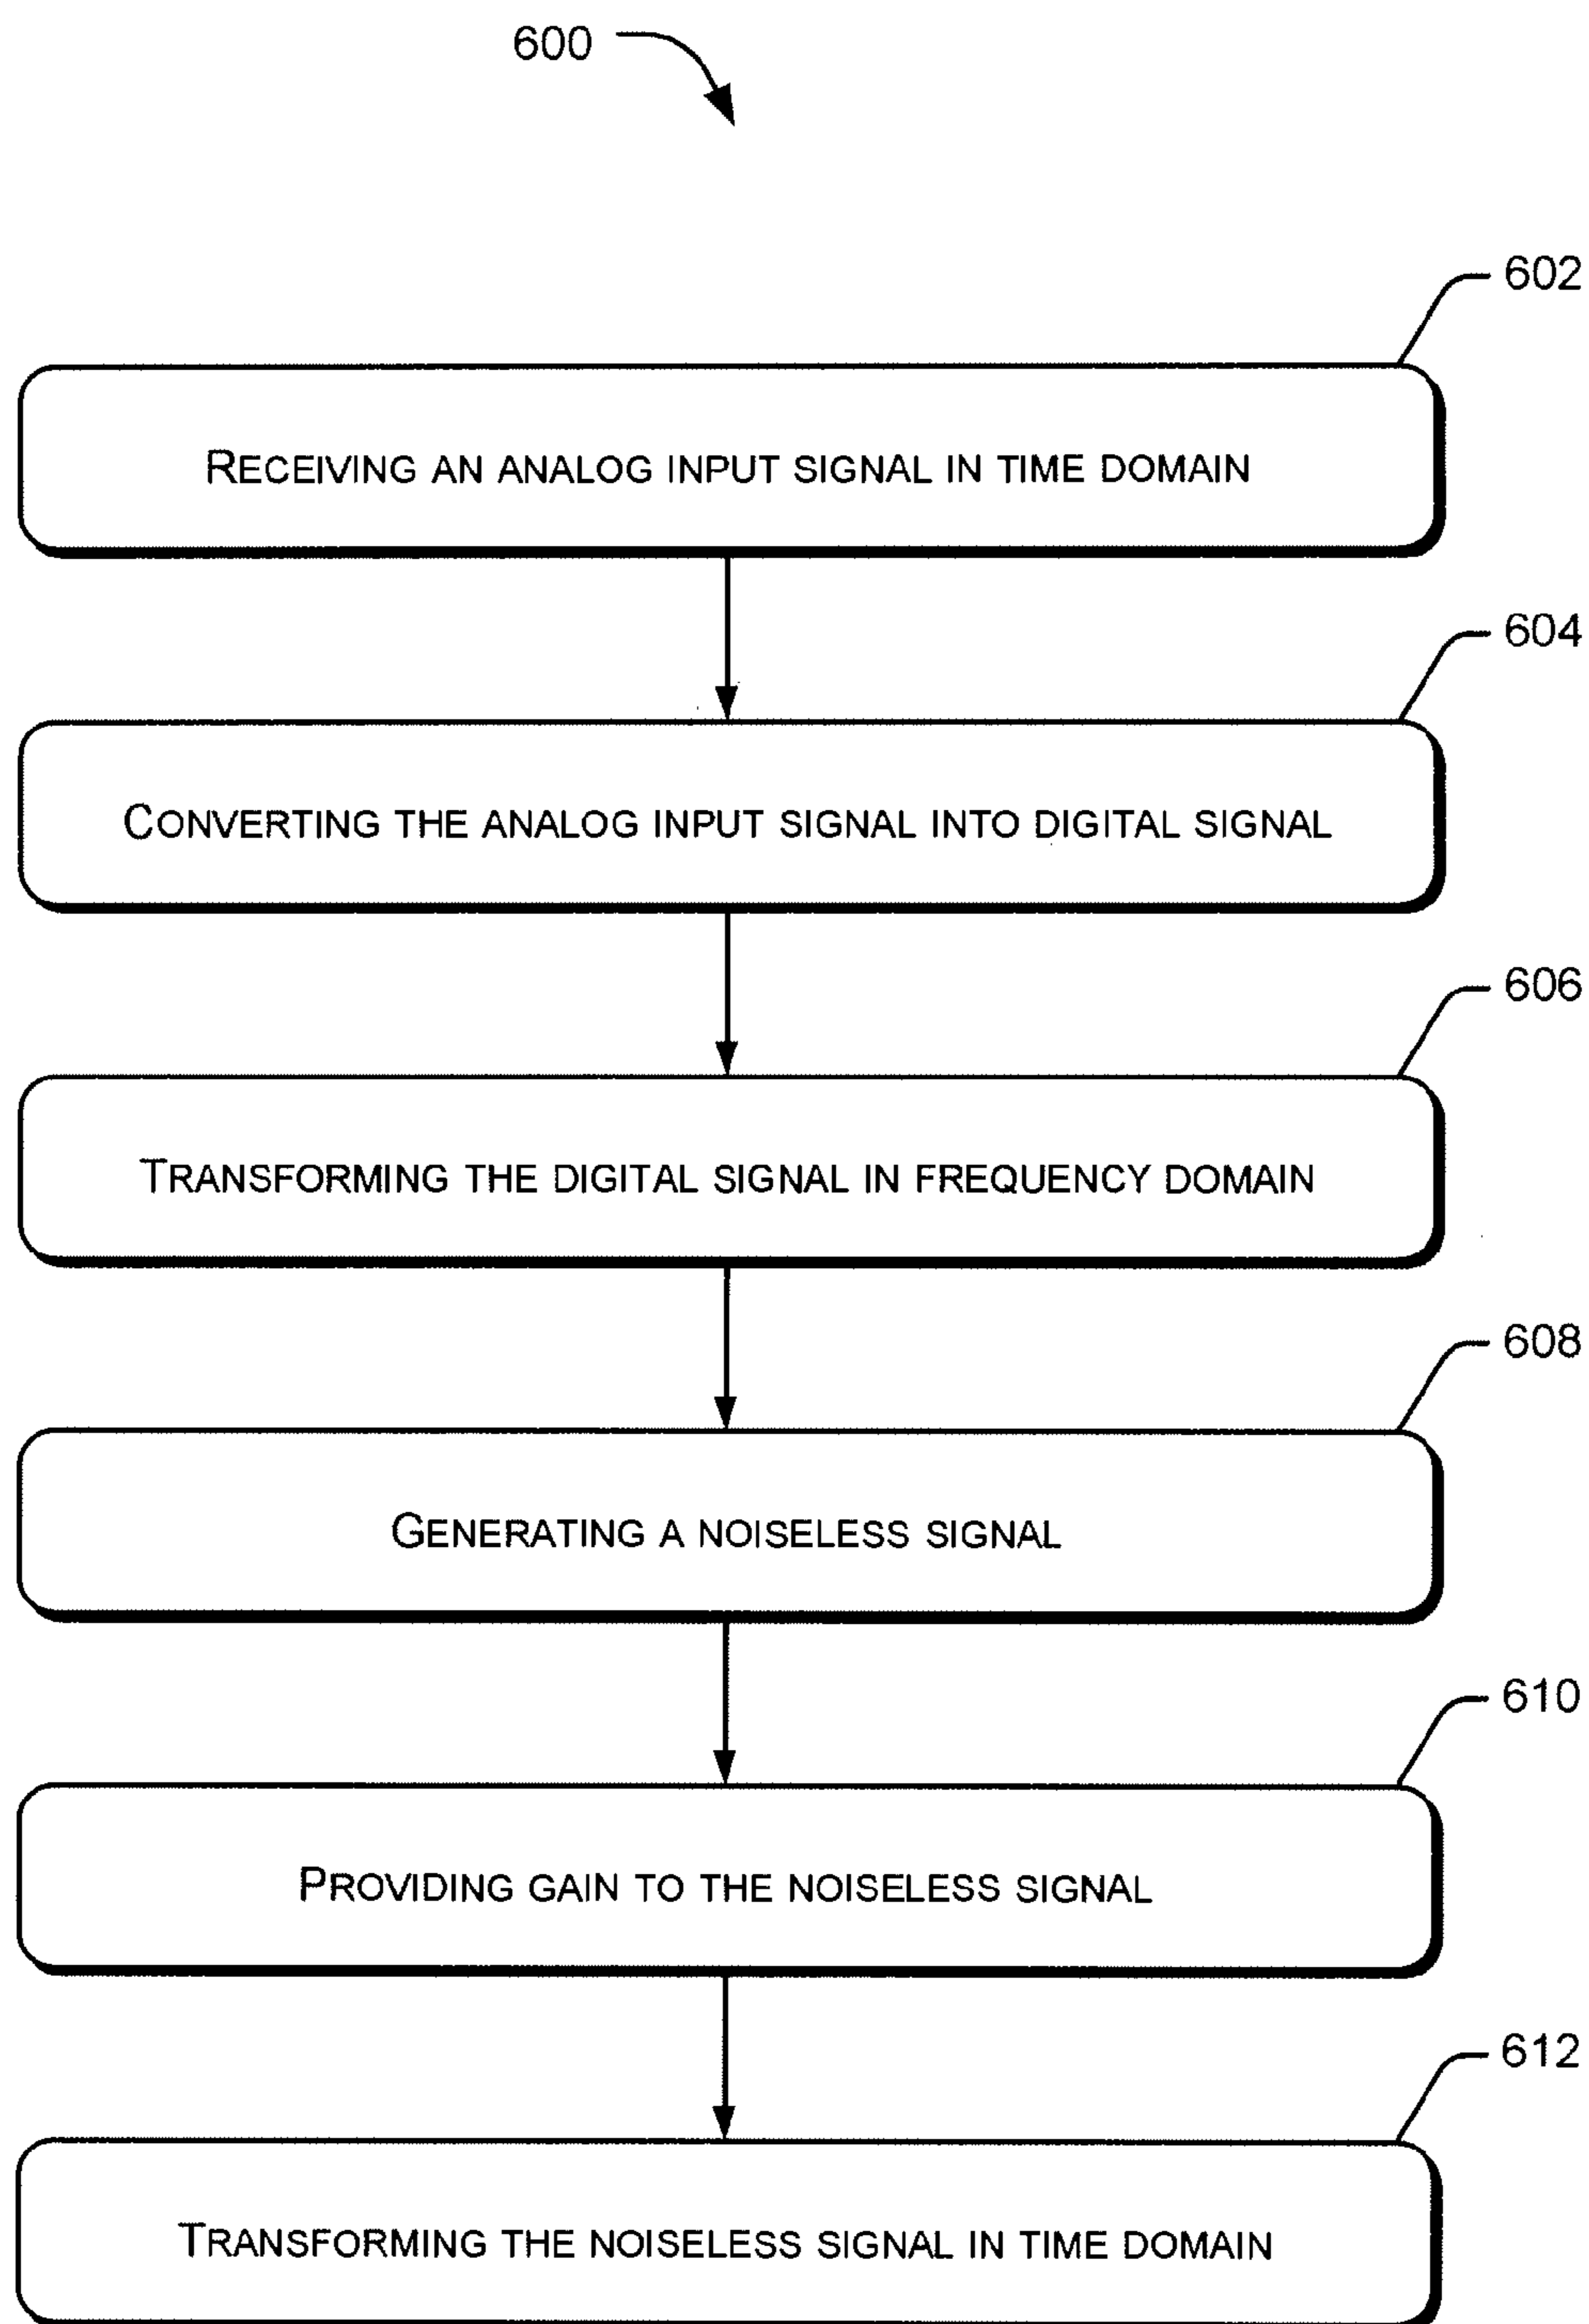 600
602
RECEIVING AN ANALOG INPUT SIGNAL IN TIME DOMAIN
604
CONVERTING THE ANALOG INPUT SIGNAL INTO DIGITAL SIGNAL
606
TRANSFORMING THE DIGITAL SIGNAL IN FREQUENCY DOMAIN
608
GENERATING A NOISELESS SIGNAL
610
PROVIDING GAIN TO THE NOISELESS SIGNAL
612
TRANSFORMING THE NOISELESS SIGNAL IN TIME DOMAIN